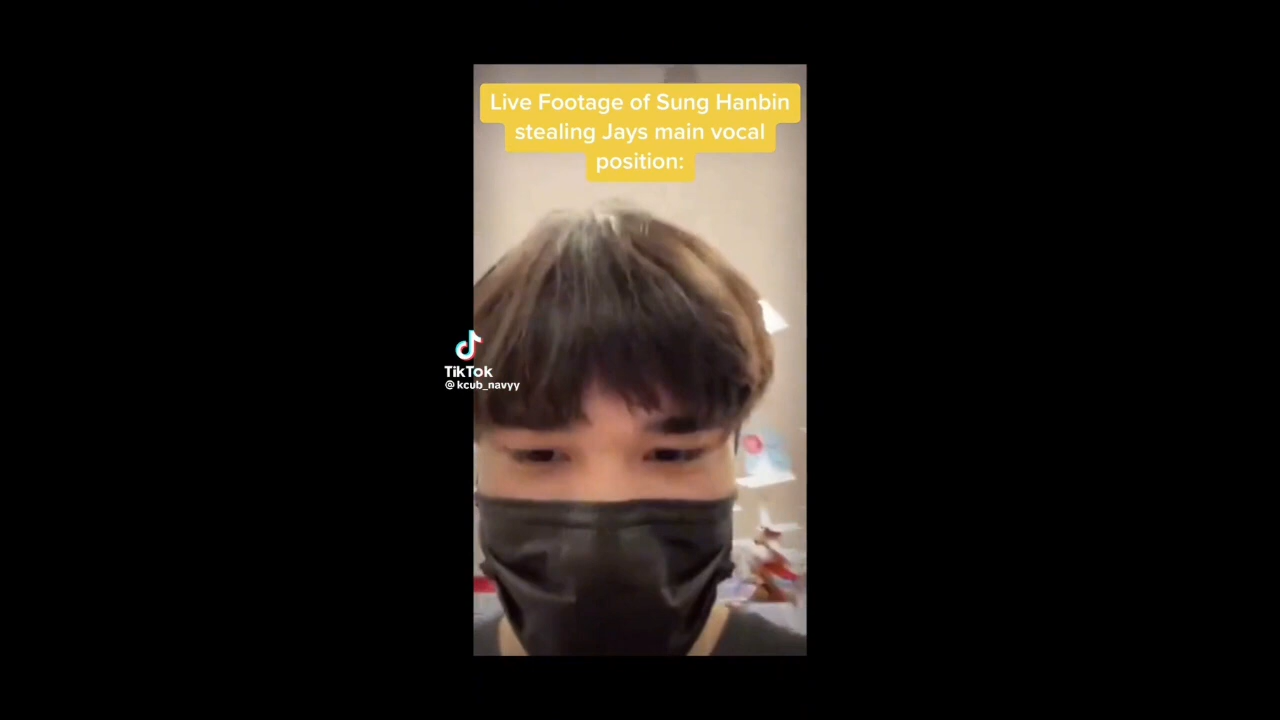 Live Footage of Sung Hanbin
stealing Jays main vocal
position:
TikTok
@kcub_navyy